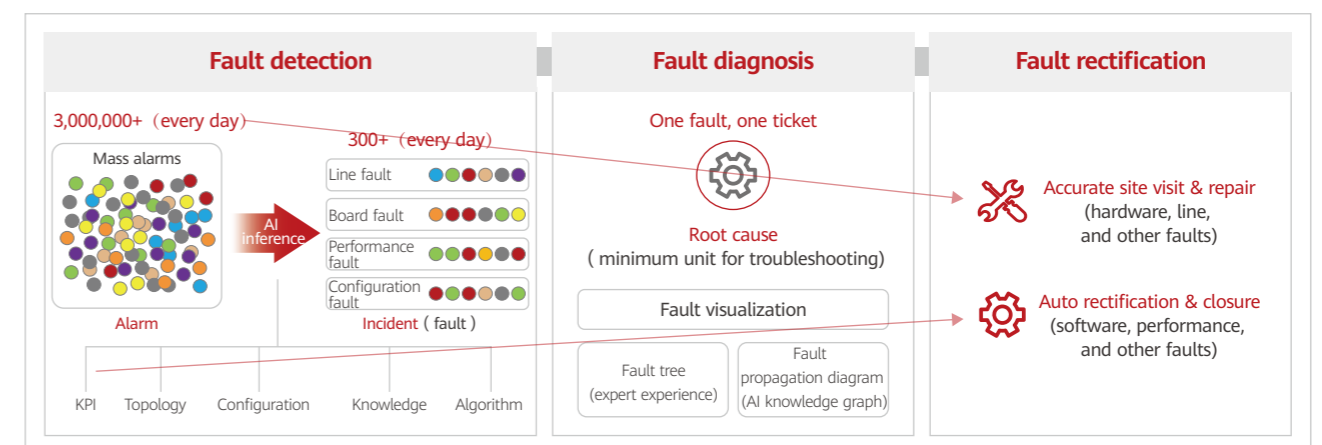 Fault detection
3,000,000+（every day）
Mass alarms
Alarm
AI
inference
300+（every day）
Line fault
Board fault
Performance
fault
Configuration
fault
Incident ( fault )
KPI
Topology
Configuration
Knowledge
Algorithm
Fault diagnosis
One fault, one ticket
Root cause
( minimum unit for troubleshooting)
Fault visualization
Fault tree
(expert experience)
Fault
propagation diagram
(AI knowledge graph)
Fault rectification
Accurate site visit & repair
(hardware, line,
and other faults)
Auto rectification & closure
(software, performance,
and other faults)